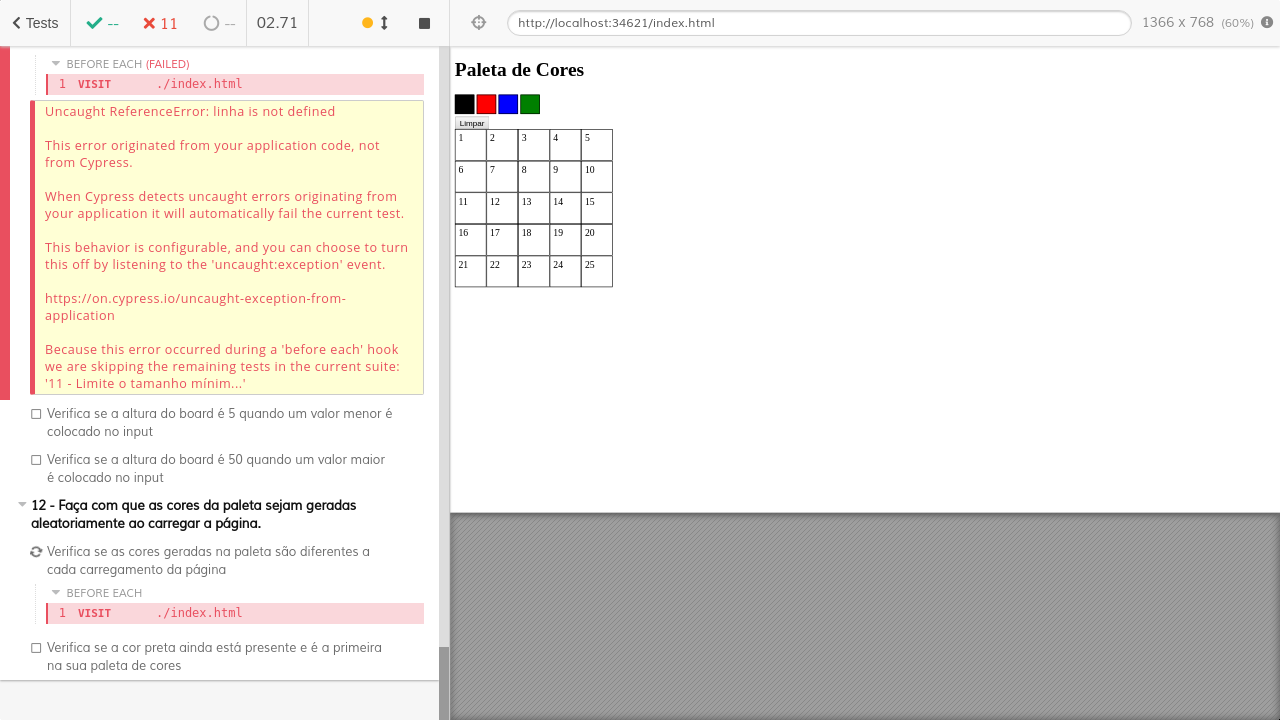 Tests
--
11
--
02.71
http://localhost:34621/index.html
1366 x 768 (60%)
BEFORE EACH (FAILED)
1 VISIT ./index.html
Uncaught ReferenceError: linha is not defined
This error originated from your application code, not
from Cypress.
When Cypress detects uncaught errors originating from
your application it will automatically fail the current test.
This behavior is configurable, and you can choose to turn
this off by listening to the 'uncaught:exception' event.
https://on.cypress.io/uncaught-exception-from-
application
Because this error occurred during a 'before each' hook
we are skipping the remaining tests in the current suite:
'11 - Limite o tamanho mínim...'
Verifica se a altura do board é 5 quando um valor menor é
colocado no input
Verifica se a altura do board é 50 quando um valor maior
é colocado no input
12 - Faça com que as cores da paleta sejam geradas
aleatoriamente ao carregar a página.
Verifica se as cores geradas na paleta são diferentes a
cada carregamento da página
BEFORE EACH
1 VISIT ./index.html
Verifica se a cor preta ainda está presente e é a primeira
na sua paleta de cores
Paleta de Cores
Limpar
1 2 3 4 5
6 7 8 9 10
11 12 13 14 15
16 17 18 19 20
21 22 23 24 25